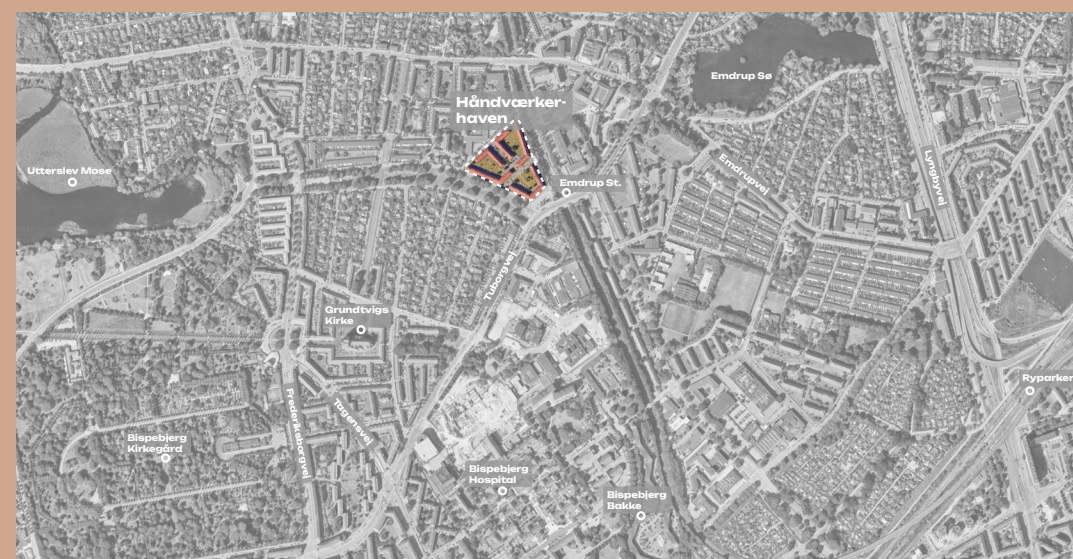 Emdrup Sø
Håndværker-
haven
Utterslev Mose
Emdrup St.
Emdrupvej
Lyngbyvej
Tuborgvej
Grundtvigs
Kirke
Ryparken
Frederiksborgvej
Tagensvej
Bispebjerg
Kirkegård
Bispebjerg
Hospital
Bispebjerg
Bakke